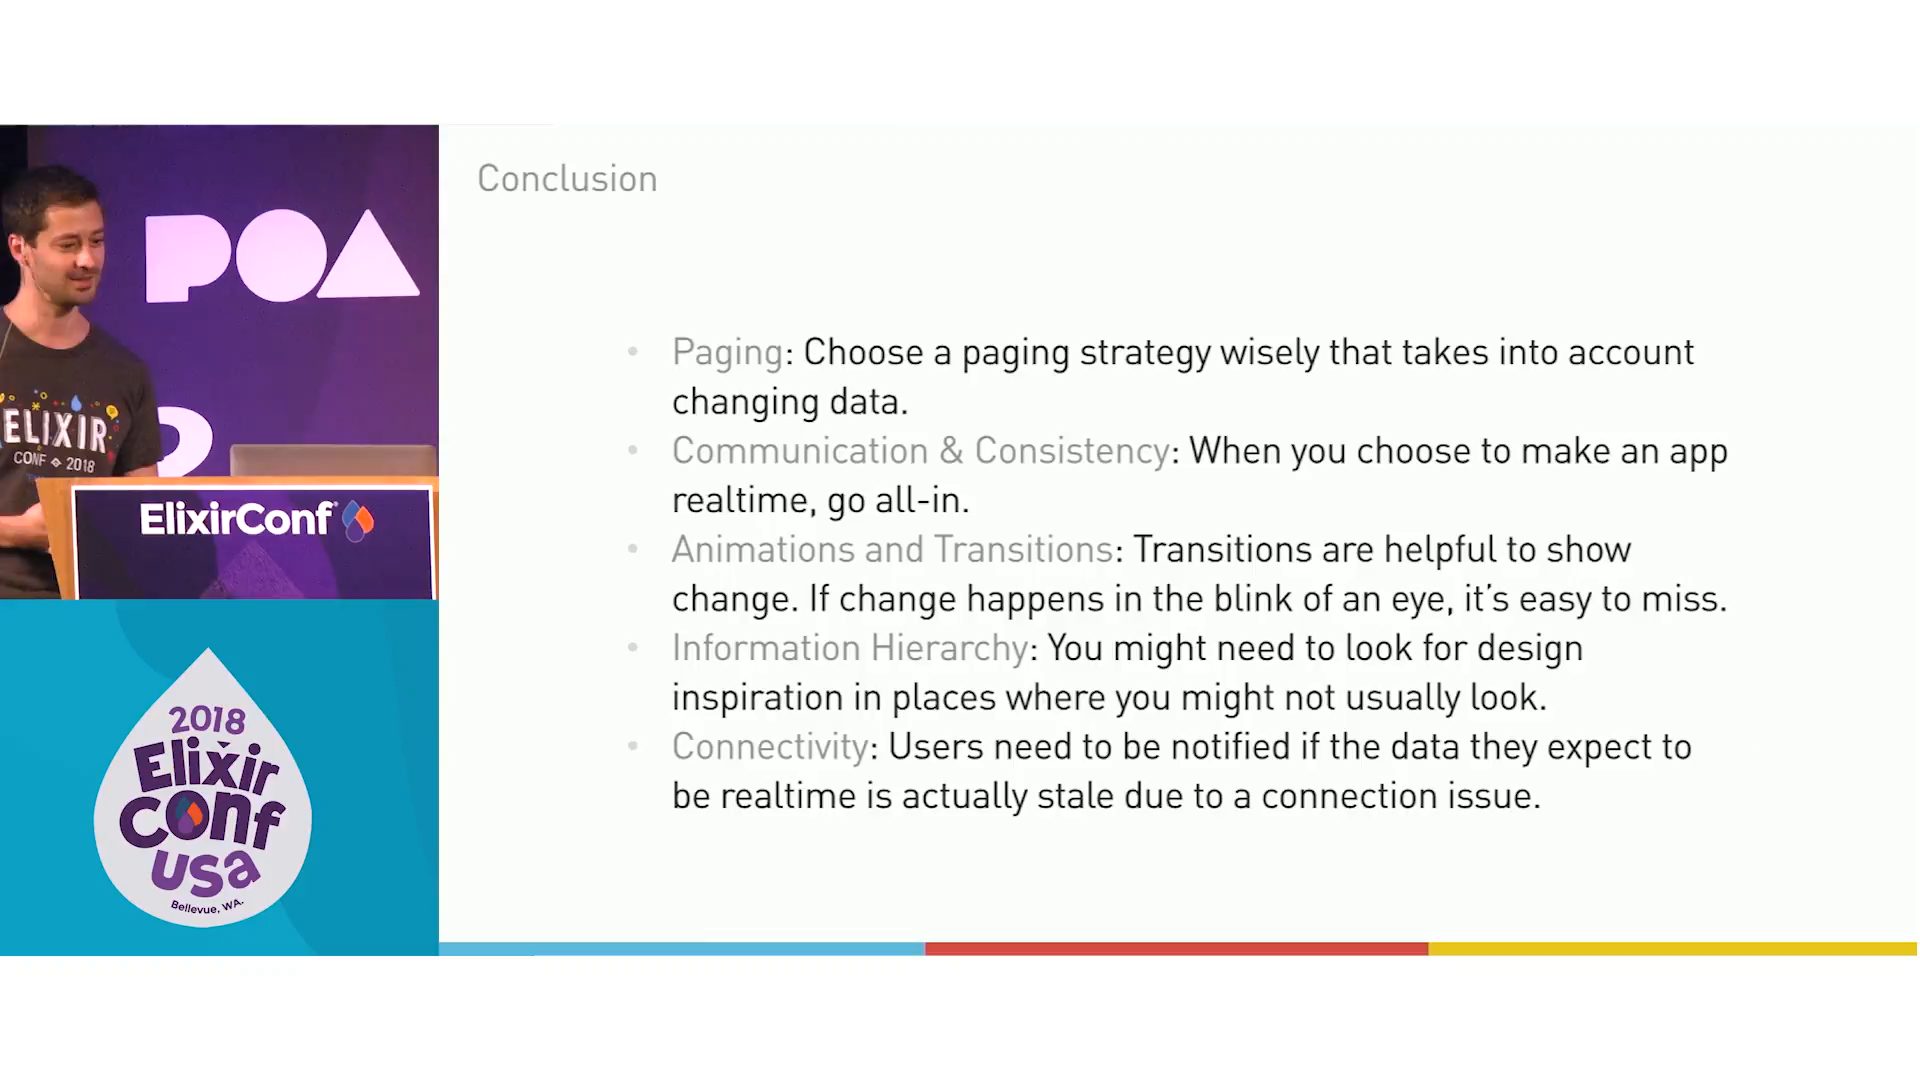 Conclusion
• Paging: Choose a paging strategy wisely that takes into account
changing data.
• Communication & Consistency: When you choose to make an app
realtime, go all-in.
• Animations and Transitions: Transitions are helpful to show
change. If change happens in the blink of an eye, it's easy to miss.
• Information Hierarchy: You might need to look for design
inspiration in places where you might not usually look.
• Connectivity: Users need to be notified if the data they expect to
be realtime is actually stale due to a connection issue.
POA
ELIXIR
CONF 2018
ElixirConf
2018
Elixir
Conf
USA
Bellevue, WA.